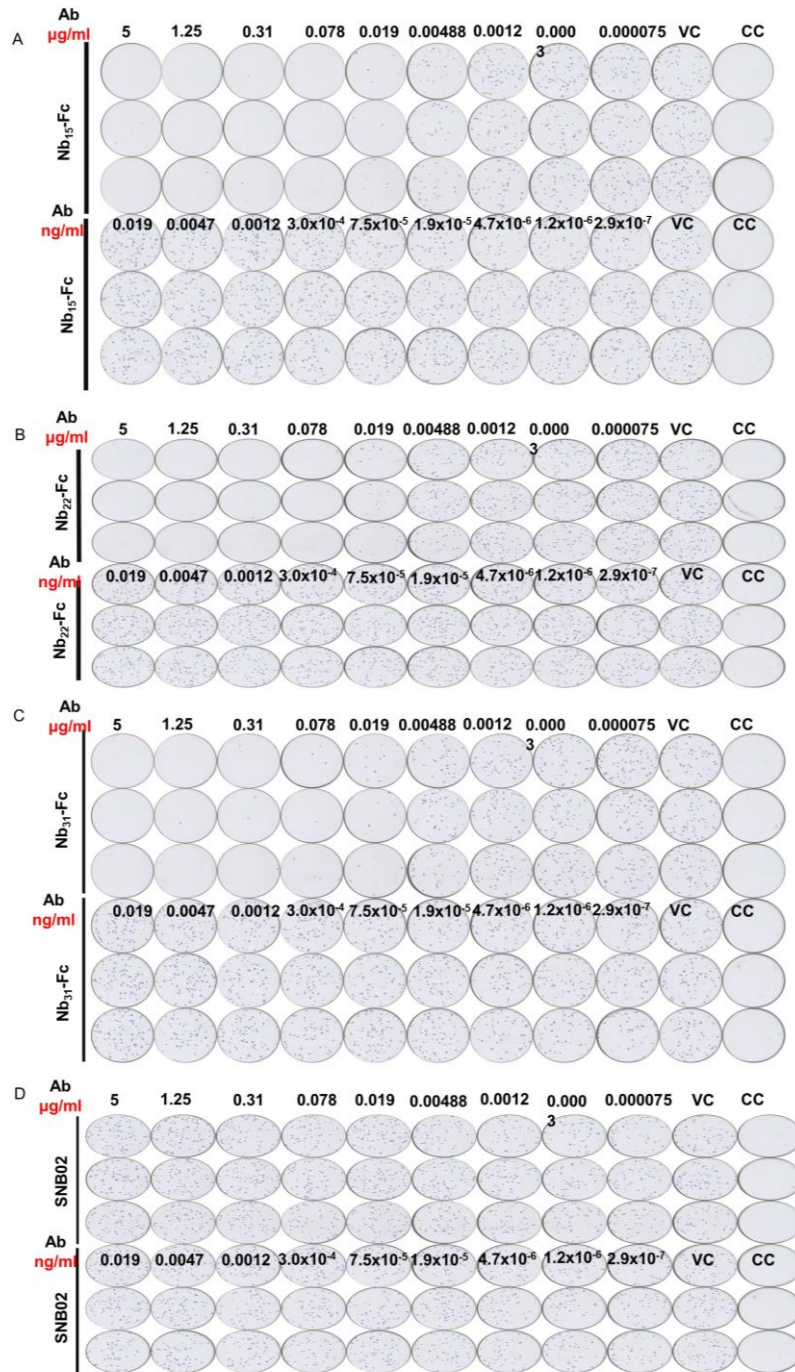 A
Ab
µg/ml 5 1.25 0.31 0.078 0.019 0.00488 0.0012 0.000 0.000075 VC CC
3
Nb15-Fc
Ab
ng/ml 0.019 0.0047 0.0012 3.0x10-4 7.5x10-5 1.9x10-5 4.7x10-6 1.2x10-6 2.9x10-7 VC CC
Nb15-Fc
B
Ab
µg/ml 5 1.25 0.31 0.078 0.019 0.00488 0.0012 0.000 0.000075 VC CC
3
Nb22-Fc
Ab
ng/ml 0.019 0.0047 0.0012 3.0x10-4 7.5x10-5 1.9x10-5 4.7x10-6 1.2x10-6 2.9x10-7 VC CC
Nb22-Fc
C
Ab
µg/ml 5 1.25 0.31 0.078 0.019 0.00488 0.0012 0.000 0.000075 VC CC
3
Nb31-Fc
Ab
ng/ml 0.019 0.0047 0.0012 3.0x10-4 7.5x10-5 1.9x10-5 4.7x10-6 1.2x10-6 2.9x10-7 VC CC
Nb31-Fc
D
Ab
µg/ml 5 1.25 0.31 0.078 0.019 0.00488 0.0012 0.000 0.000075 VC CC
3
SNB02
Ab
ng/ml 0.019 0.0047 0.0012 3.0x10-4 7.5x10-5 1.9x10-5 4.7x10-6 1.2x10-6 2.9x10-7 VC CC
SNB02